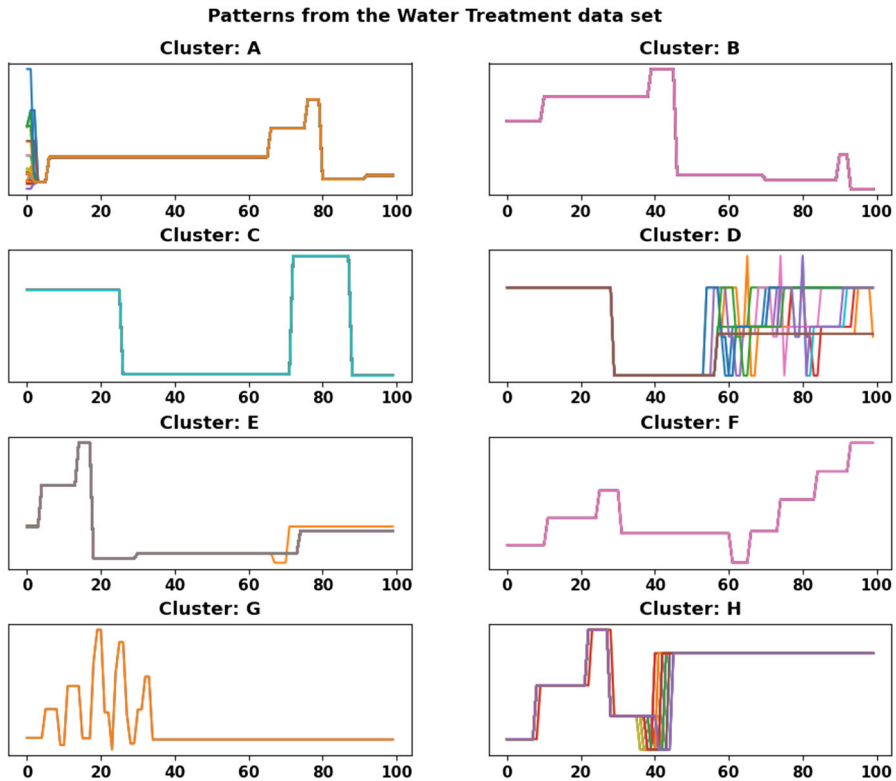 Patterns from the Water Treatment data set
Cluster: A
0 20 40 60 80 100
Cluster: B
0 20 40 60 80 100
Cluster: C
0 20 40 60 80 100
Cluster: D
0 20 40 60 80 100
Cluster: E
0 20 40 60 80 100
Cluster: F
0 20 40 60 80 100
Cluster: G
0 20 40 60 80 100
Cluster: H
0 20 40 60 80 100